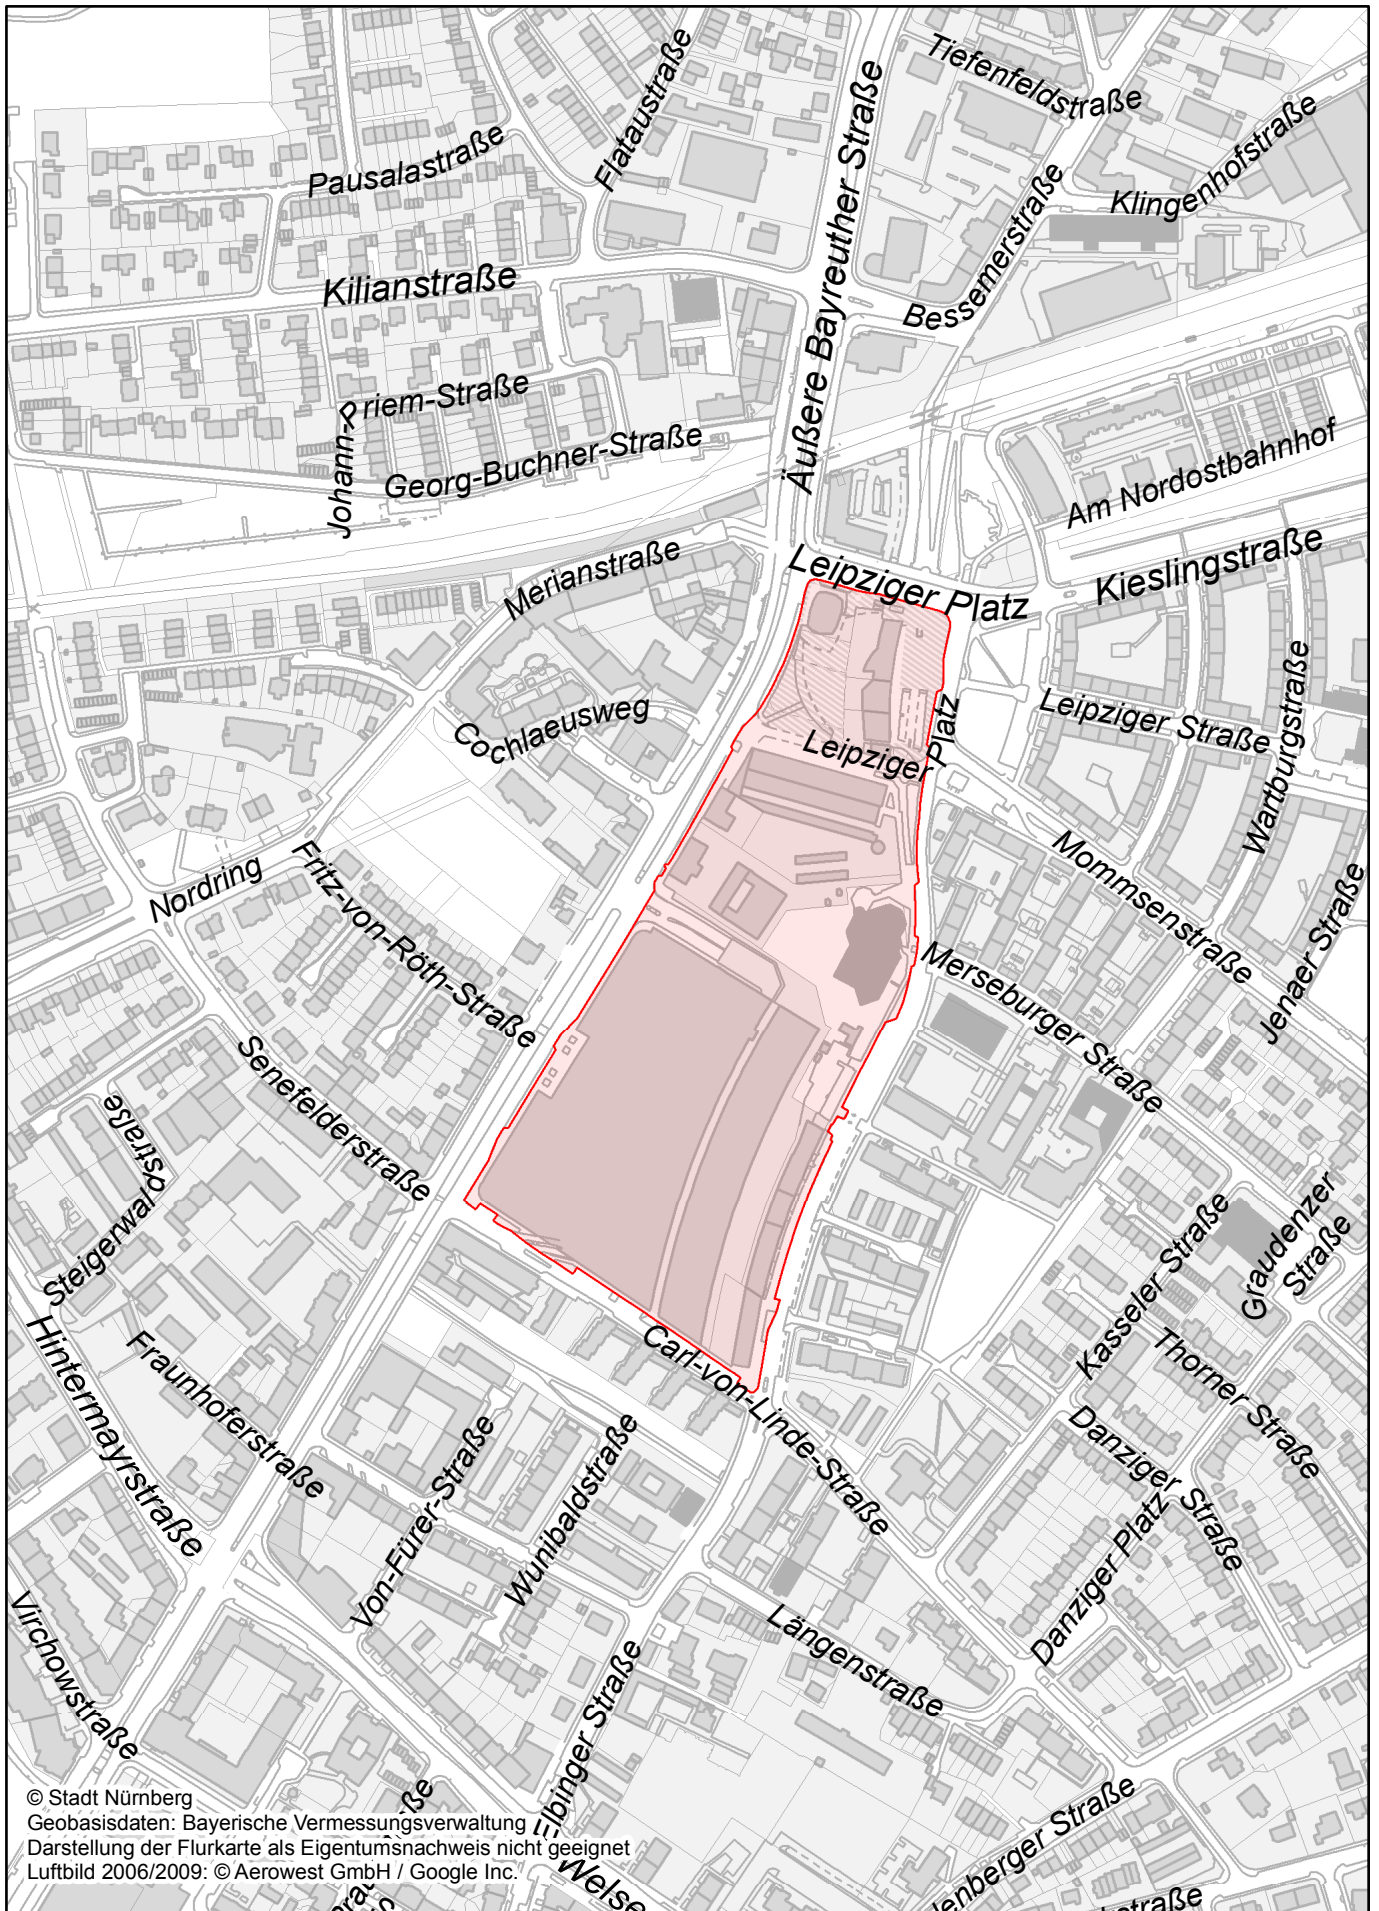 Tiefenfeldstraße
Flataustraße
Äußere Bayreuther Straße
Klingenhofstraße
Pausalastraße
Bessemerstraße
Kilianstraße
Johann-Priem-Straße
Georg-Buchner-Straße
Am Nordostbahnhof
Kieslingstraße
Merianstraße
Leipziger Platz
Wartburgstraße
Leipziger Straße
Cochlaeusweg
Leipziger
Platz
Mommsenstraße
Jenaer Straße
Nordring
Fritz-von-Röth-Straße
Merseburger Straße
Senefelderstraße
Steigerwaldstraße
Graudenzer
Straße
Kasseler Straße
Hintermayrstraße
Fraunhoferstraße
Carl-von-Linde-Straße
Thorner Straße
Danziger Straße
Von-Fürer-Straße
Wunibaldstraße
Danziger Platz
Virchowstraße
Längenstraße
Elbinger Straße
© Stadt Nürnberg
Geobasisdaten: Bayerische Vermessungsverwaltung
Darstellung der Flurkarte als Eigentumsnachweis nicht geeignet
Luftbild 2006/2009: © Aerowest GmbH / Google Inc.
Welse
enberger Straße
straße